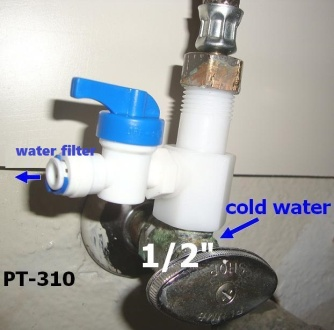 water filter
cold water
1/2"
PT-310